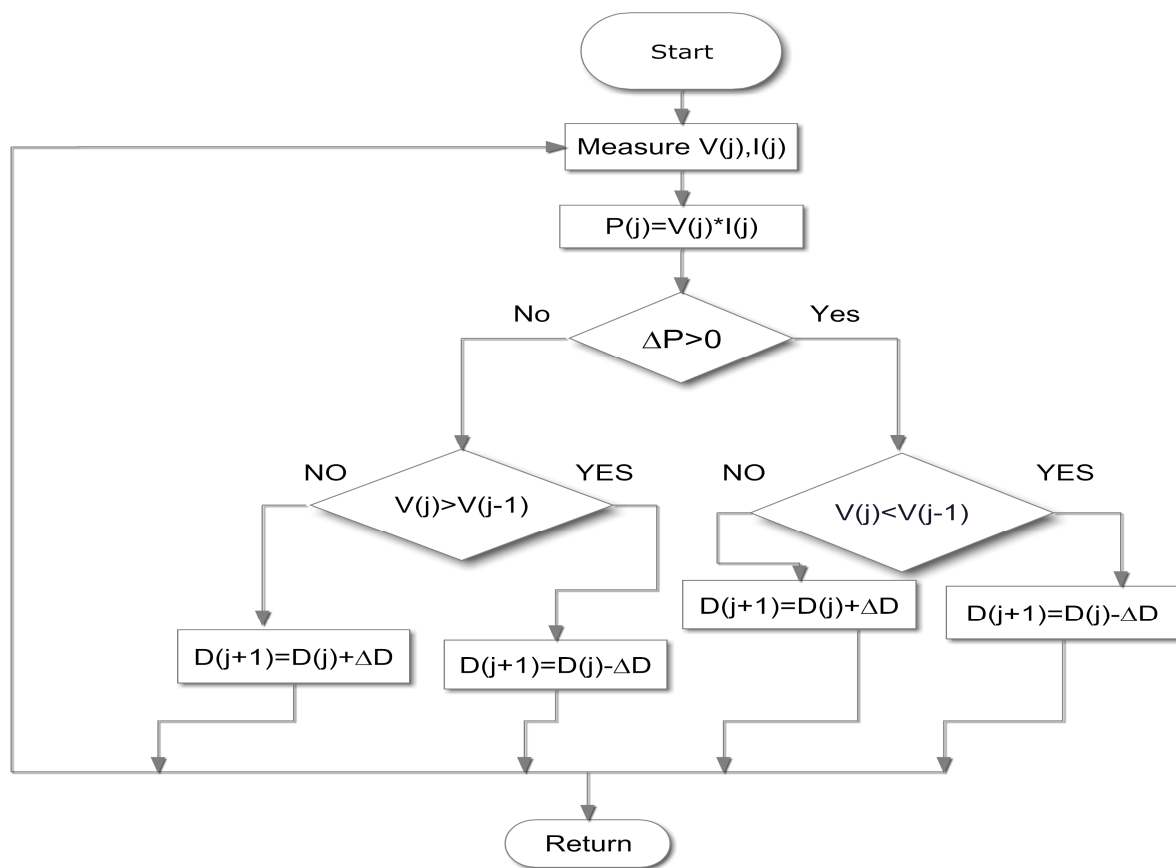 Start
Measure V(j),I(j)
P(j)=V(j)*I(j)
No
Yes
ΔP>0
NO
YES
V(j)>V(j-1)
NO
YES
V(j)<V(j-1)
D(j+1)=D(j)+ΔD
D(j+1)=D(j)-ΔD
D(j+1)=D(j)+ΔD
D(j+1)=D(j)-ΔD
Return